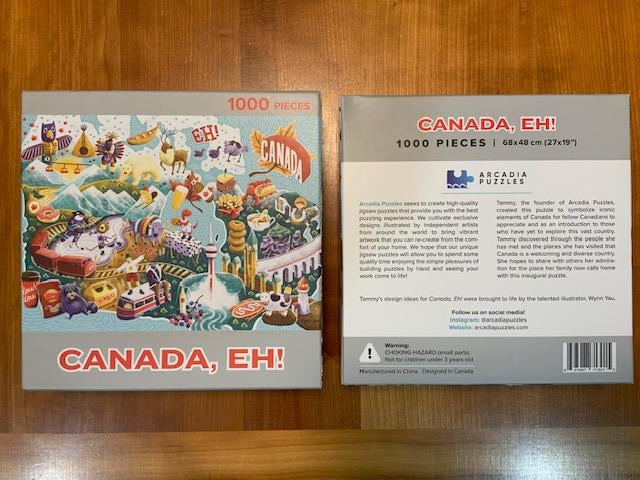 1000 PIECES
EH!
CANADA
CANADA, EH!
CANADA, EH!
1000 PIECES | 68x48 cm (27x19")
ARCADIA
PUZZLES
Arcadia Puzzles seeks to create high-quality
jigsaw puzzles that provide you with the best
puzzling experience. We cultivate exclusive
designs illustrated by independent artists
from around the world to bring vibrant
artwork that you can re-create from the com-
fort of your home. We hope that our unique
jigsaw puzzles will allow you to spend some
quality time enjoying the simple pleasures of
building puzzles by hand and seeing your
work come to life!
Tammy, the founder of Arcadia Puzzles,
created this puzzle to symbolize iconic
elements of Canada for fellow Canadians to
appreciate and as an introduction to those
who have yet to explore this vast country.
Tammy discovered through the people she
has met and the places she has visited that
Canada is a welcoming and diverse country.
She hopes to share with others her admira-
tion for the place her family now calls home
with this inaugural puzzle.
Tammy's design ideas for Canada, EH! were brought to life by the talented illustrator, Wynn Yau.
Follow us on social media!
Instagram: @arcadiapuzzles
Website: arcadiapuzzles.com
Warning:
CHOKING HAZARD (small parts)
Not for children under 3 years old
Manufactured in China Designed in Canada